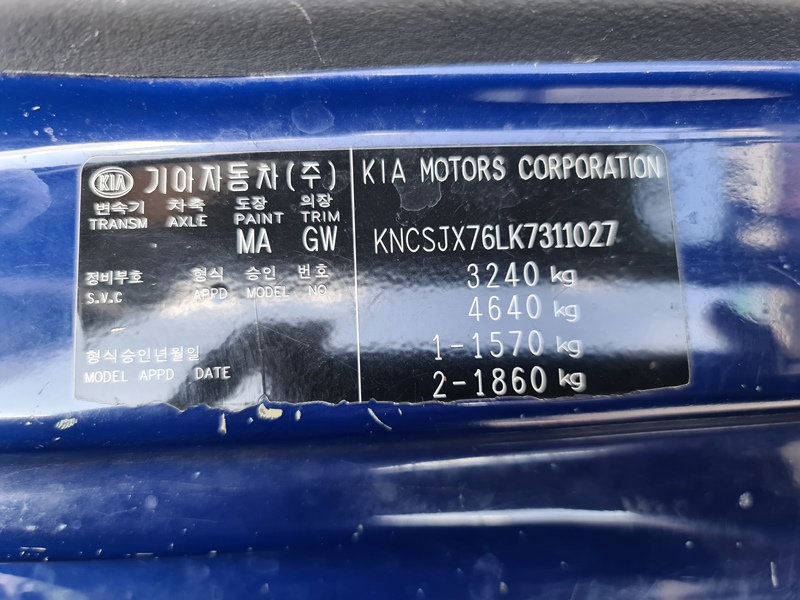 KIA 기아자동차(주)
변속기 차축 도장 의장
TRANSM AXLE PAINT TRIM
MA GW
정비부호 형식 승인 번호
S.V.C APPD MODEL NO
형식승인년월일
MODEL APPD DATE
KIA MOTORS CORPORATION
KNCSJX76LK7311027
3240 kg
4640 kg
1-1570 kg
2-1860 kg